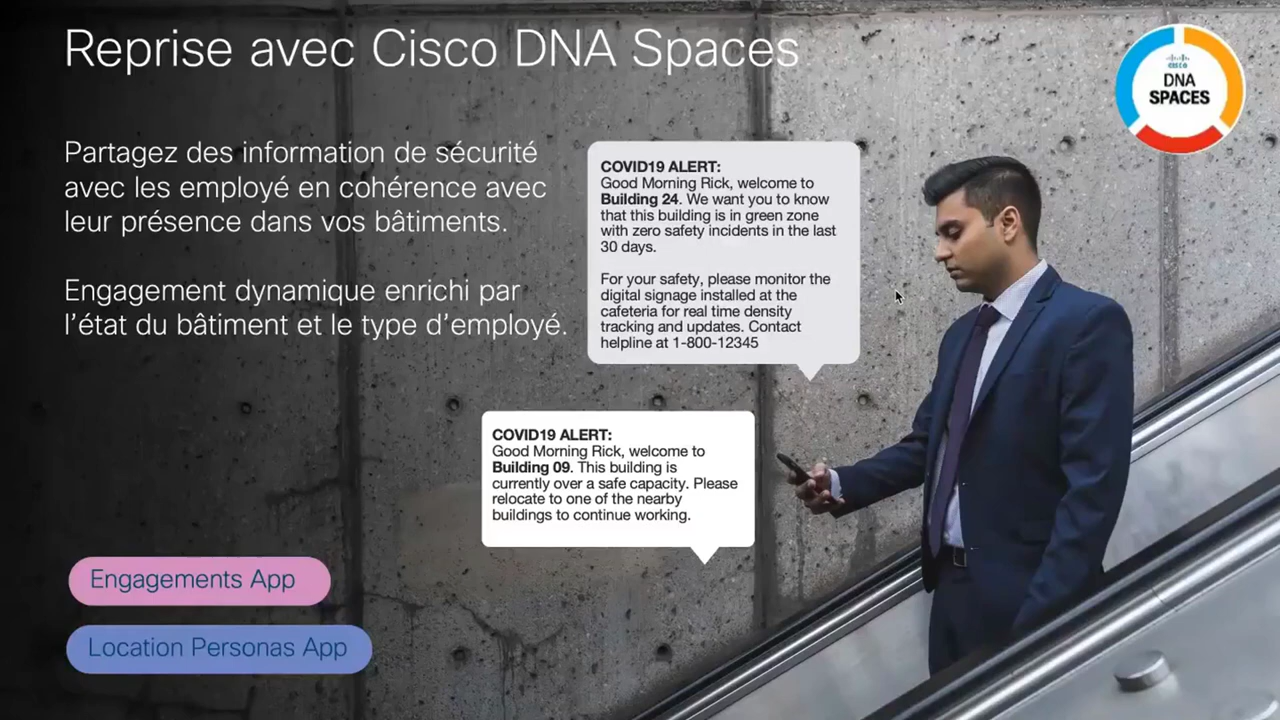 Reprise avec Cisco DNA Spaces
CISCO
DNA
SPACES
Partagez des information de sécurité
avec les employé en cohérence avec
leur présence dans vos bâtiments.
Engagement dynamique enrichi par
l’état du bâtiment et le type d’employé.
COVID19 ALERT:
Good Morning Rick, welcome to
Building 24. We want you to know
that this building is in green zone
with zero safety incidents in the last
30 days.
For your safety, please monitor the
digital signage installed at the
cafeteria for real time density
tracking and updates. Contact
helpline at 1-800-12345
COVID19 ALERT:
Good Morning Rick, welcome to
Building 09. This building is
currently over a safe capacity. Please
relocate to one of the nearby
buildings to continue working.
Engagements App
Location Personas App